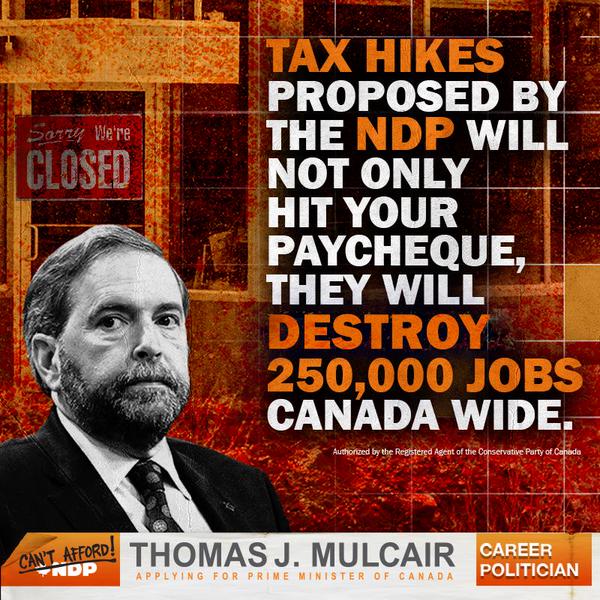 TAX HIKES
PROPOSED BY
THE NDP WILL
NOT ONLY
HIT YOUR
PAYCHEQUE,
THEY WILL
DESTROY
250,000 JOBS
CANADA WIDE.
Authorized by the Registered Agent of the Conservative Party of Canada
Sorry We're
CLOSED
CAN'T AFFORD!
NDP
THOMAS J. MULCAIR
APPLYING FOR PRIME MINISTER OF CANADA
CAREER
POLITICIAN